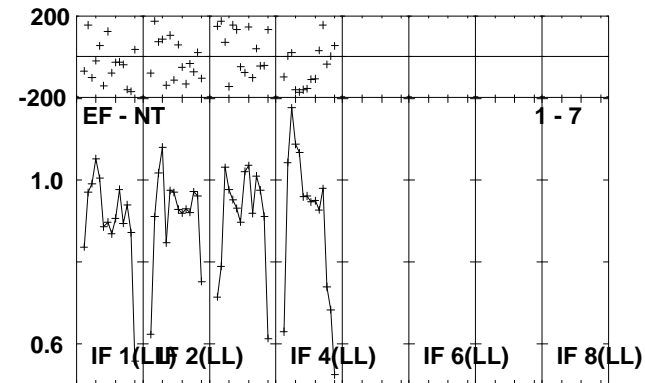 200
-200
EF - NT 1 - 7
1.0
0.6
IF 1(LL) IF 2(LL) IF 4(LL) IF 6(LL) IF 8(LL)